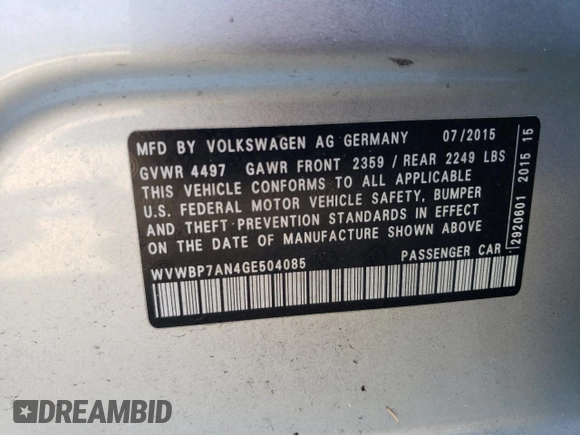 MFD BY VOLKSWAGEN AG GERMANY 07/2015
GVWR 4497 GAWR FRONT 2359 / REAR 2249 LBS
THIS VEHICLE CONFORMS TO ALL APPLICABLE
U.S. FEDERAL MOTOR VEHICLE SAFETY, BUMPER
AND THEFT PREVENTION STANDARDS IN EFFECT
ON THE DATE OF MANUFACTURE SHOWN ABOVE
WVWBP7AN4GE504085 PASSENGER CAR
2920601 2015 15
DREAMBID